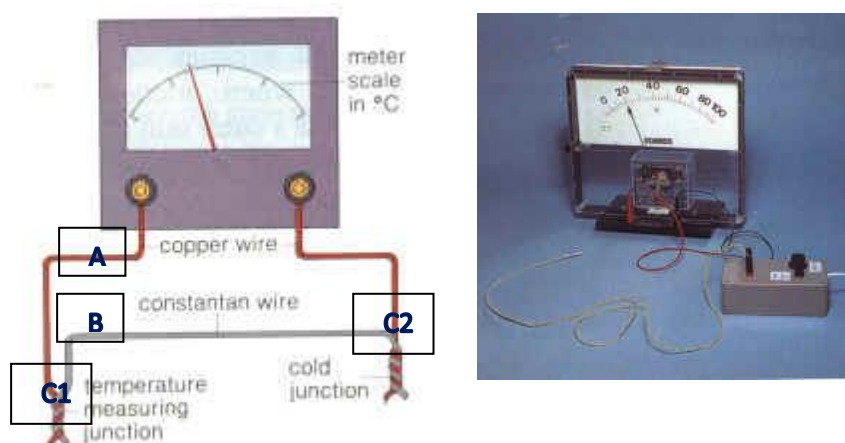 meter
scale
in °C
A
copper wire
B
constantan wire
C2
C1
temperature
measuring
junction
cold
junction
0 20 40 60 80 100